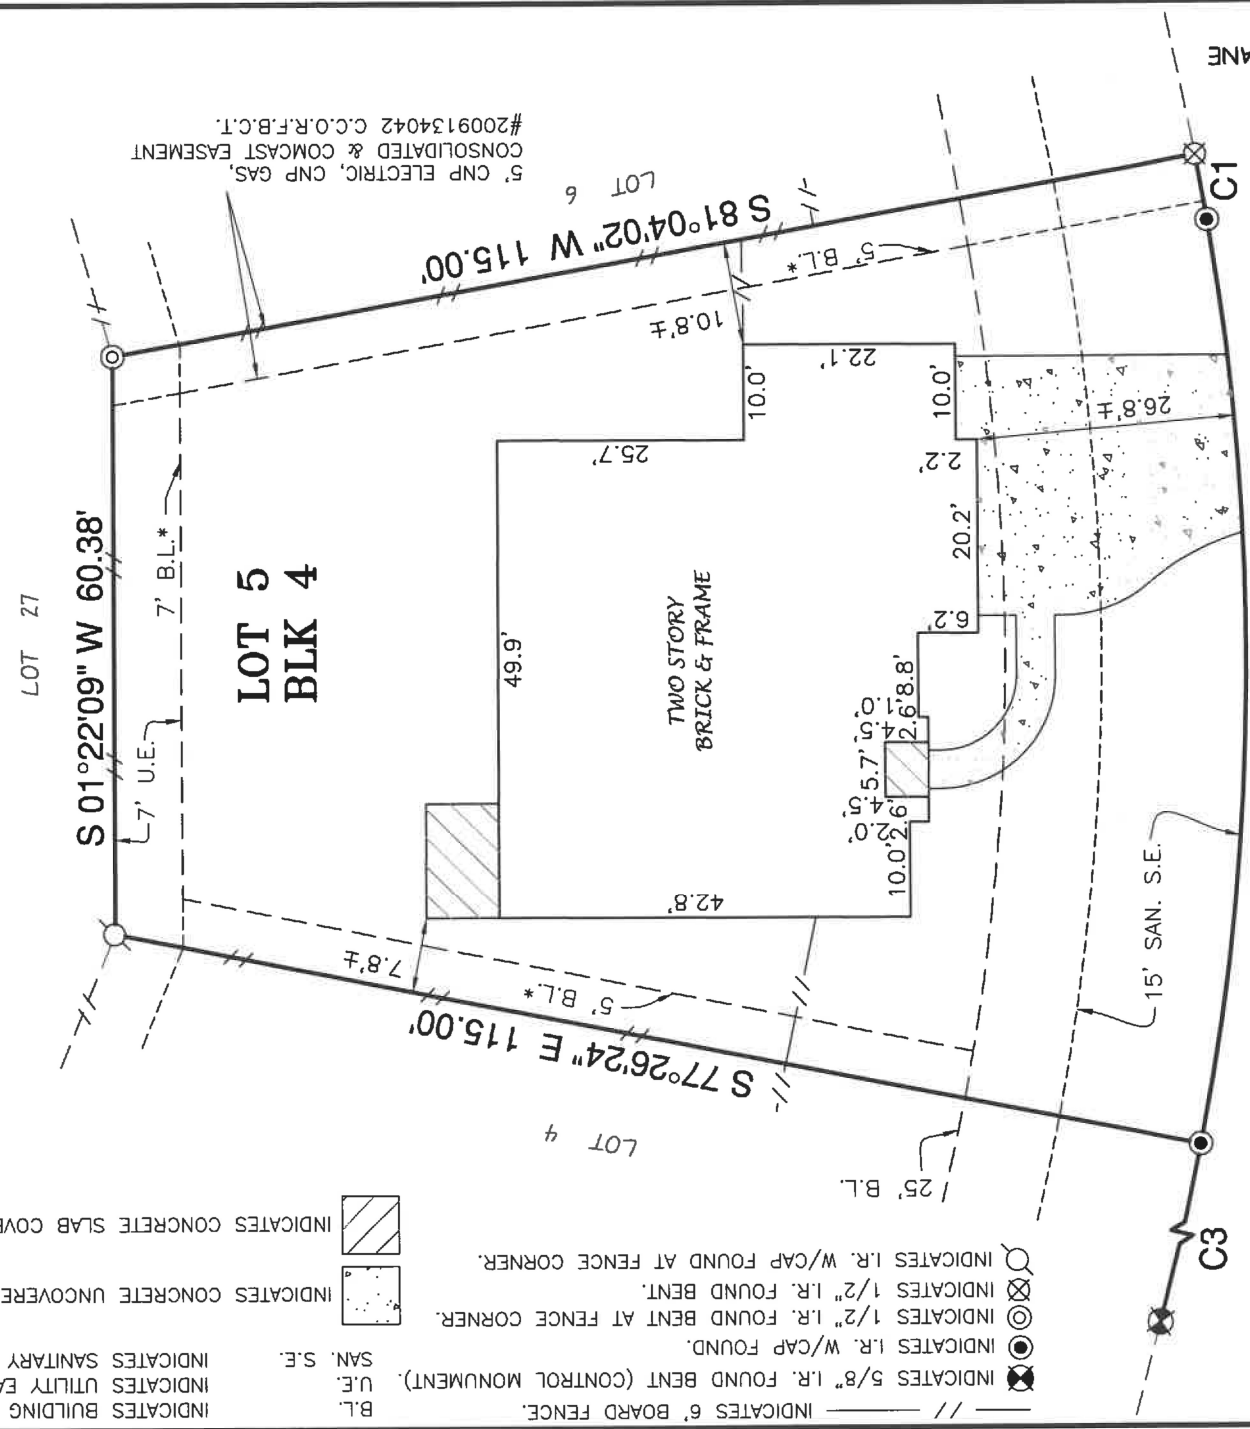 LANE
5' CNP ELECTRIC, CNP GAS,
CONSOLIDATED & COMCAST EASEMENT
#2009134042 C.C.O.R.F.B.C.T.
LOT 6
S 81°04'02" W 115.00'
C1
5' B.L.*
10.8'±
22.1'
10.0'
10.0'
26.8'±
25.7'
2.2'
LOT 27
S 01°22'09" W 60.38'
7' B.L.*
7' U.E.
LOT 5
BLK 4
49.9'
TWO STORY
BRICK & FRAME
20.2'
6.2'
8.8'
1.0'
2.6'
4.5'
5.7'
4.5'
2.6'
2.0'
10.0'
42.8'
7.8'±
5' B.L.*
15' SAN. S.E.
S 77°26'24" E 115.00'
LOT 4
25' B.L.
C3
INDICATES CONCRETE SLAB
INDICATES CONCRETE
INDICATES I.R. W/CAP FOUND AT FENCE CORNER.
INDICATES 1/2" I.R. FOUND BENT.
INDICATES 1/2" I.R. FOUND BENT AT FENCE CORNER.
INDICATES I.R. W/CAP FOUND.
INDICATES 5/8" I.R. FOUND BENT (CONTROL MONUMENT).
INDICATES 6' BOARD FENCE.
SAN. S.E. INDICATES SANITARY
U.E. INDICATES UTILITY
B.L. INDICATES BUILDING